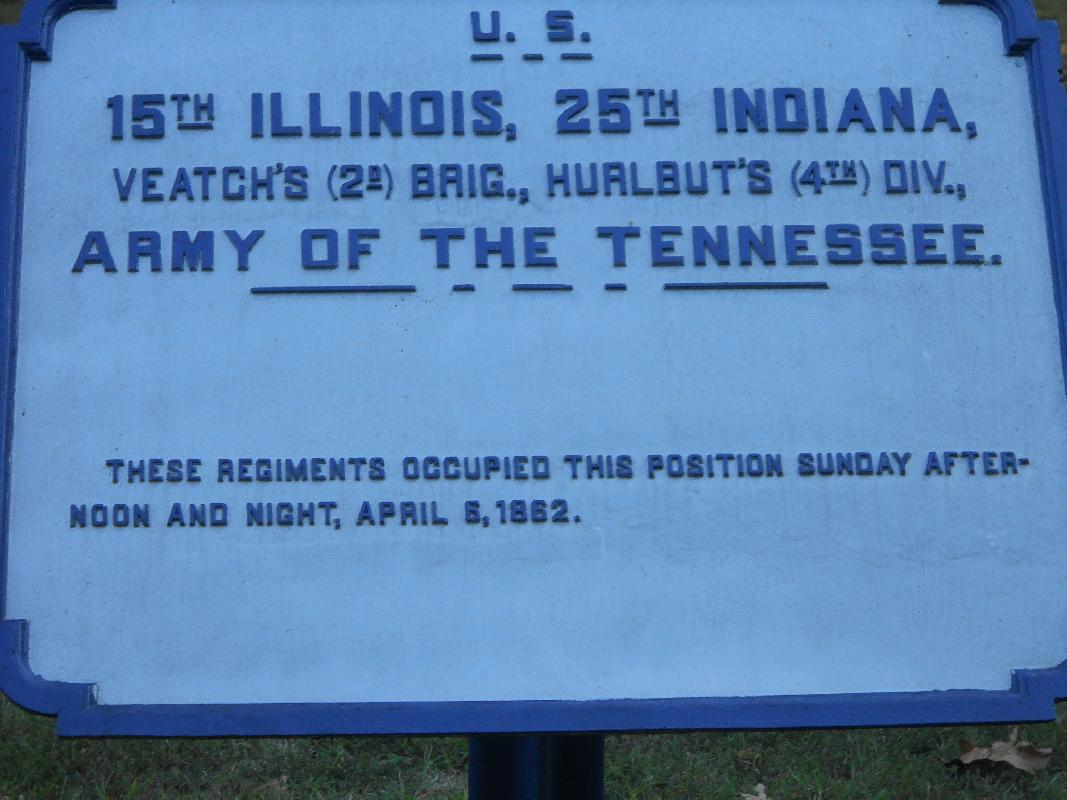 U. S.
15TH ILLINOIS, 25TH INDIANA,
VEATCH'S (2D) BRIG., HURLBUT'S (4TH) DIV.,
ARMY OF THE TENNESSEE.
THESE REGIMENTS OCCUPIED THIS POSITION SUNDAY AFTER-
NOON AND NIGHT, APRIL 6, 1862.